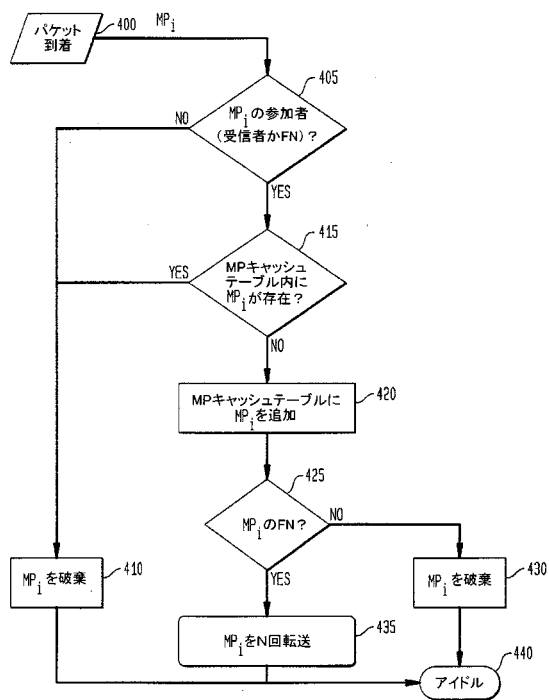 パケット
到着
400
MPi
405
MPiの参加者
(受信者かFN)?
NO
YES
415
MPキャッシュ
テーブル内に
MPiが存在?
YES
NO
MPキャッシュテーブルに
MPiを追加
420
425
MPiのFN?
NO
YES
MPiを破棄
410
MPiを破棄
430
MPiをN回転送
435
440
アイドル